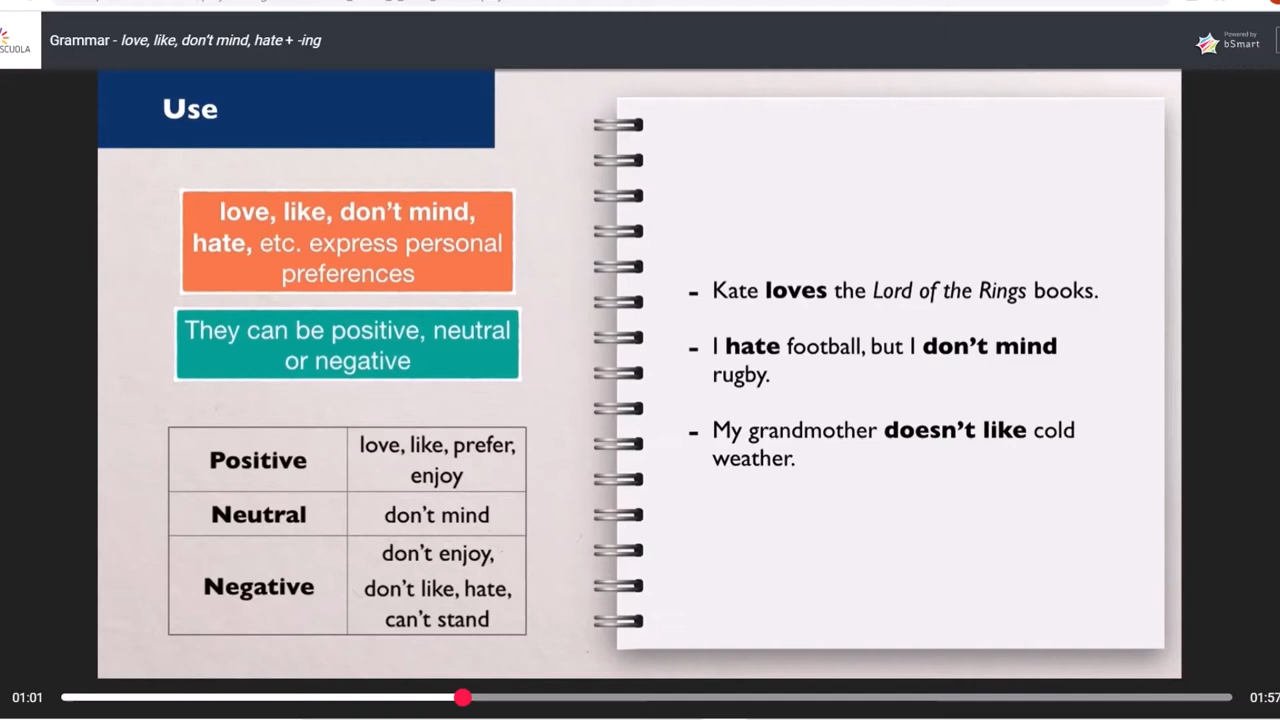 Grammar - love, like, don't mind, hate + -ing
SCUOLA
Powered by
bSmart
Use
love, like, don't mind,
hate, etc. express personal
preferences
They can be positive, neutral
or negative
Positive
love, like, prefer,
enjoy
Neutral
don't mind
Negative
don't enjoy,
don't like, hate,
can't stand
- Kate loves the Lord of the Rings books.
- I hate football, but I don't mind
rugby.
- My grandmother doesn't like cold
weather.
01:01
01:57